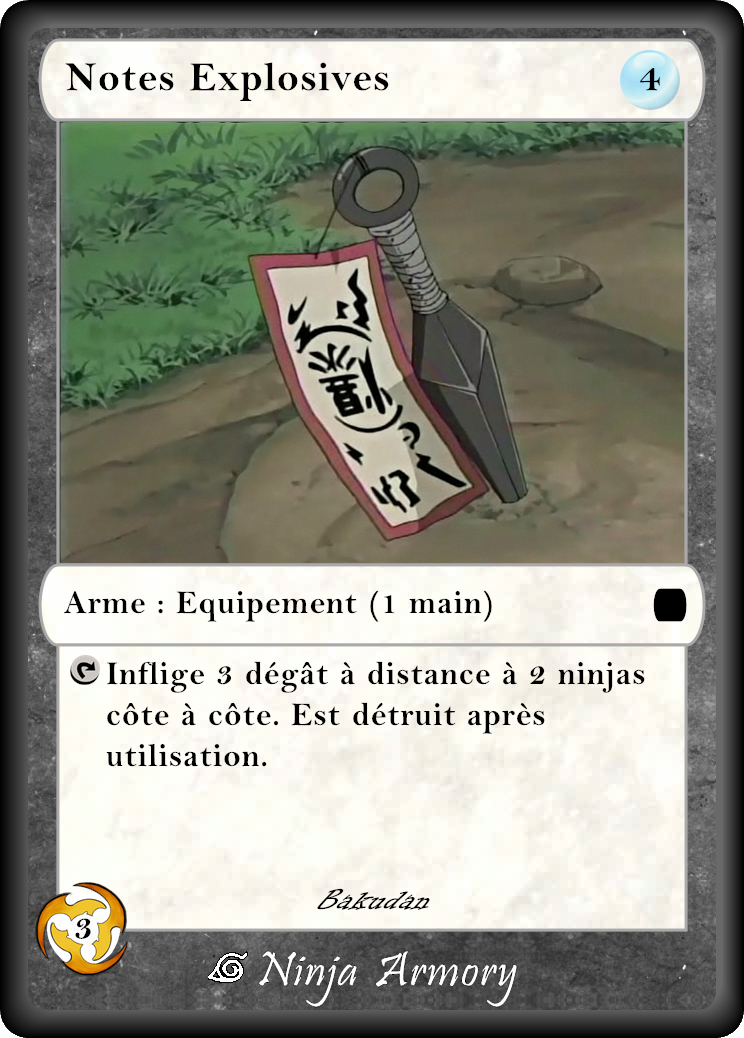 Notes Explosives
4
Arme : Equipement (1 main)
Inflige 3 dégât à distance à 2 ninjas
côte à côte. Est détruit après
utilisation.
Bakudan
3
Ninja Armory